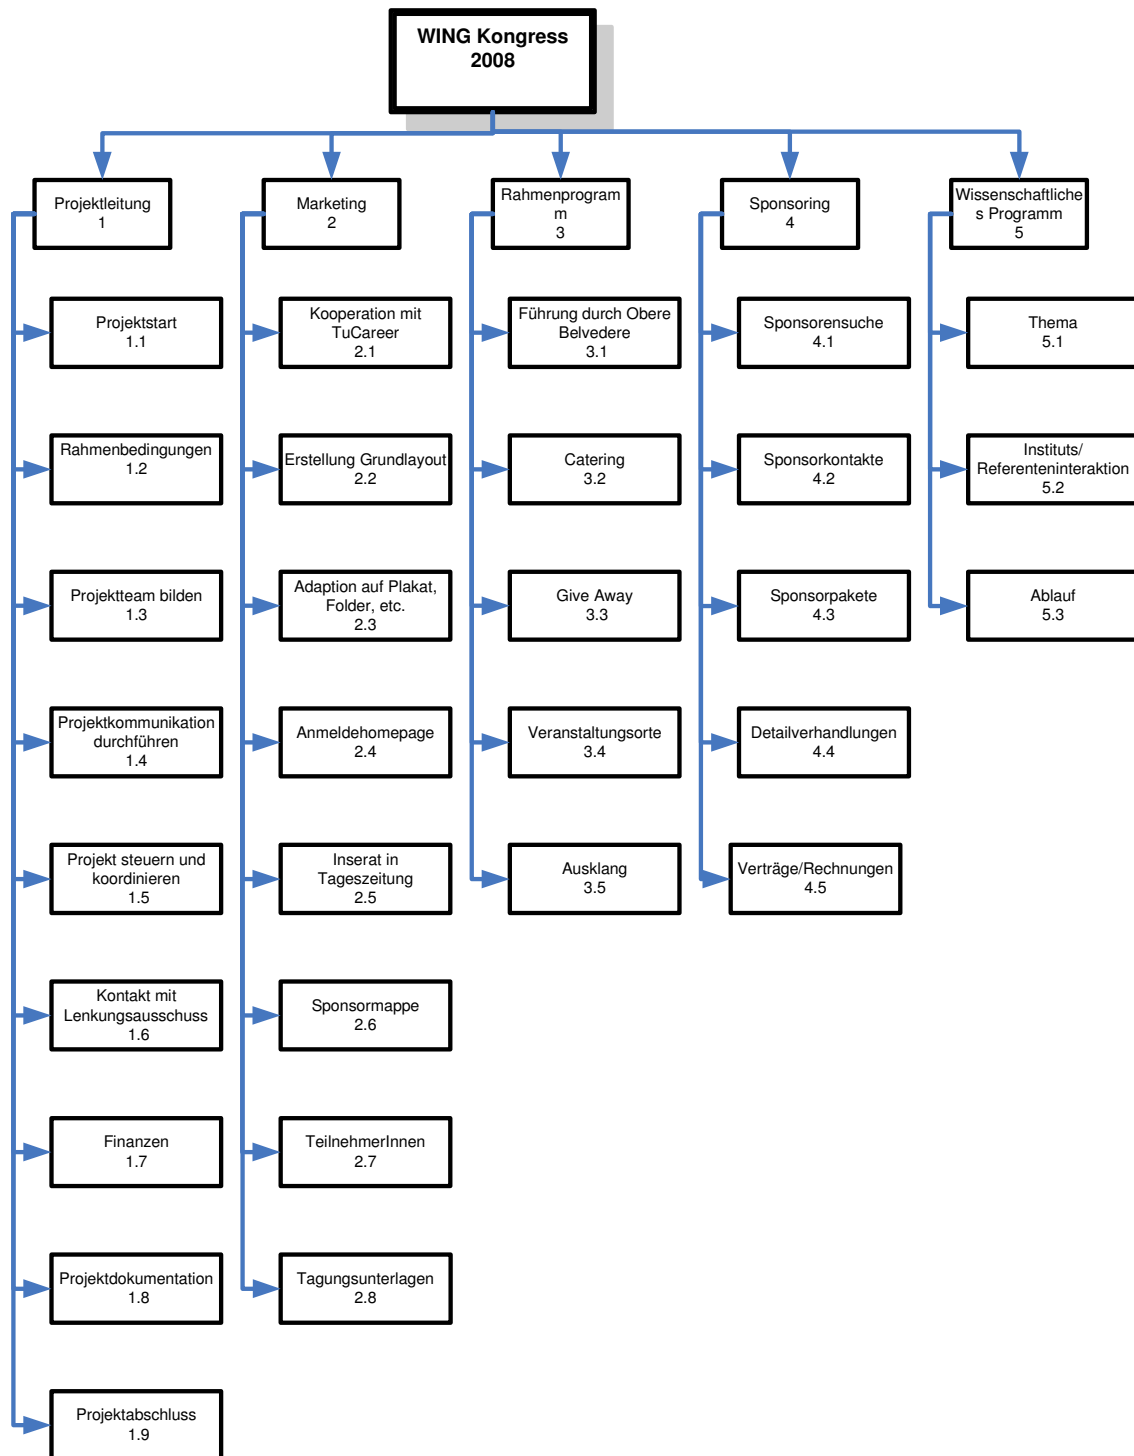 WING Kongress
2008
Projektleitung
1
Marketing
2
Rahmenprogram
m
3
Sponsoring
4
Wissenschaftliche
s Programm
5
Projektstart
1.1
Rahmenbedingungen
1.2
Projektteam bilden
1.3
Projektkommunikation
durchführen
1.4
Projekt steuern und
koordinieren
1.5
Kontakt mit
Lenkungsausschuss
1.6
Finanzen
1.7
Projektdokumentation
1.8
Projektabschluss
1.9
Kooperation mit
TuCareer
2.1
Erstellung Grundlayout
2.2
Adaption auf Plakat,
Folder, etc.
2.3
Anmeldehomepage
2.4
Inserat in
Tageszeitung
2.5
Sponsormappe
2.6
TeilnehmerInnen
2.7
Tagungsunterlagen
2.8
Führung durch Obere
Belvedere
3.1
Catering
3.2
Give Away
3.3
Veranstaltungsorte
3.4
Ausklang
3.5
Sponsorensuche
4.1
Sponsorkontakte
4.2
Sponsorpakete
4.3
Detailverhandlungen
4.4
Verträge/Rechnungen
4.5
Thema
5.1
Instituts/
Referenteninteraktion
5.2
Ablauf
5.3